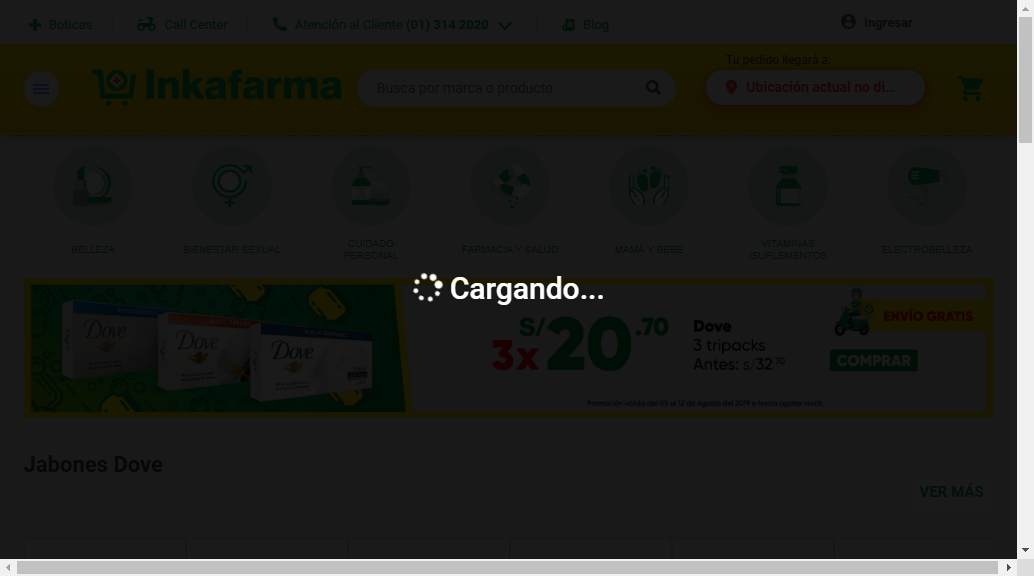 Boticas
Call Center
Atención al Cliente (01) 314 2020
Blog
Ingresar
Tu pedido llegará a:
Inkafarma
Busca por marca o producto
Ubicación actual no di...
BELLEZA
BIENESTAR SEXUAL
CUIDADO
PERSONAL
FARMACIA Y SALUD
MAMÁ Y BEBÉ
VITAMINAS
/SUPLEMENTOS
ELECTROBELLEZA
Cargando...
Dove
Dove
Dove
3x
S/20.70
Dove
3 tripacks
Antes: s/32.70
ENVÍO GRATIS
COMPRAR
Promoción válida del 09 al 12 de Agosto del 2019 o hasta agotar stock.
Jabones Dove
VER MÁS